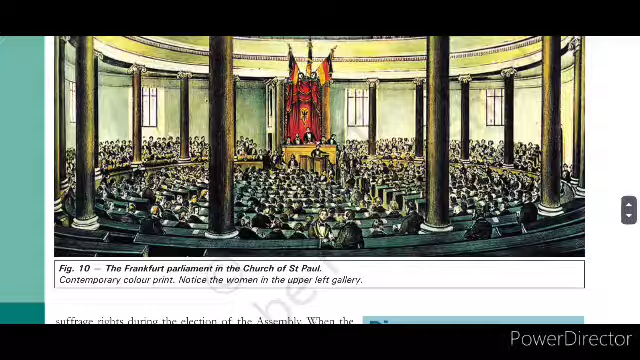 Fig. 10 — The Frankfurt parliament in the Church of St Paul.
Contemporary colour print. Notice the women in the upper left gallery.
suffrage rights during the election of the Assembly. When the
PowerDirector